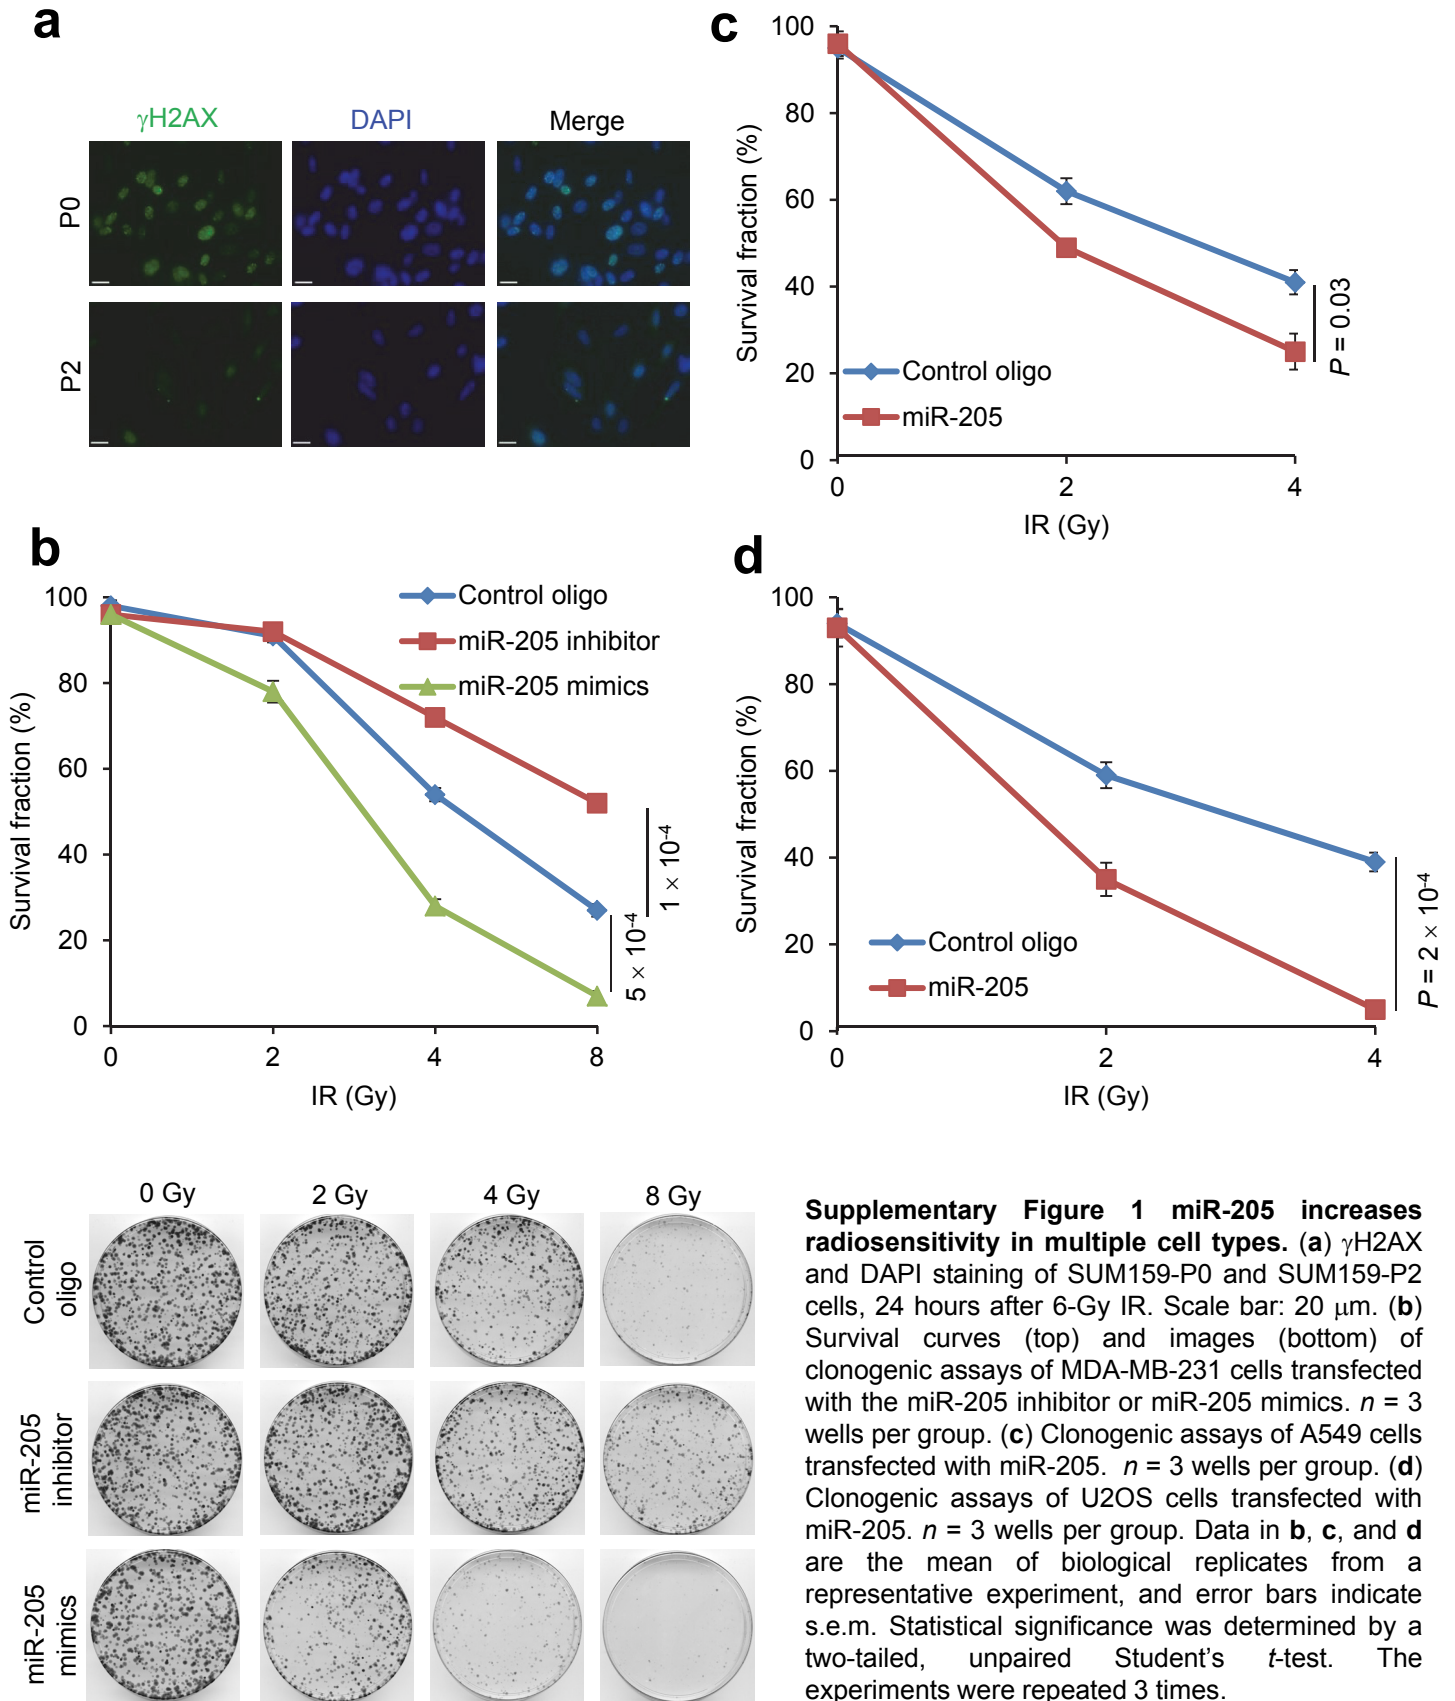 a
γH2AX
DAPI
Merge
P0
P2
c
100
80
60
40
20
0
Survival fraction (%)
Control oligo
miR-205
P = 0.03
0
2
4
IR (Gy)
b
100
80
60
40
20
0
Survival fraction (%)
Control oligo
miR-205 inhibitor
miR-205 mimics
1 × 10⁻⁴
5 × 10⁻⁴
0
2
4
8
IR (Gy)
d
100
80
60
40
20
0
Survival fraction (%)
Control oligo
miR-205
P = 2 × 10⁻⁴
0
2
4
IR (Gy)
0 Gy
2 Gy
4 Gy
8 Gy
Control
oligo
miR-205
inhibitor
miR-205
mimics
Supplementary Figure 1 miR-205 increases
radiosensitivity in multiple cell types. (a) γH2AX
and DAPI staining of SUM159-P0 and SUM159-P2
cells, 24 hours after 6-Gy IR. Scale bar: 20 μm. (b)
Survival curves (top) and images (bottom) of
clonogenic assays of MDA-MB-231 cells transfected
with the miR-205 inhibitor or miR-205 mimics. n = 3
wells per group. (c) Clonogenic assays of A549 cells
transfected with miR-205. n = 3 wells per group. (d)
Clonogenic assays of U2OS cells transfected with
miR-205. n = 3 wells per group. Data in b, c, and d
are the mean of biological replicates from a
representative experiment, and error bars indicate
s.e.m. Statistical significance was determined by a
two-tailed, unpaired Student's t-test. The
experiments were repeated 3 times.